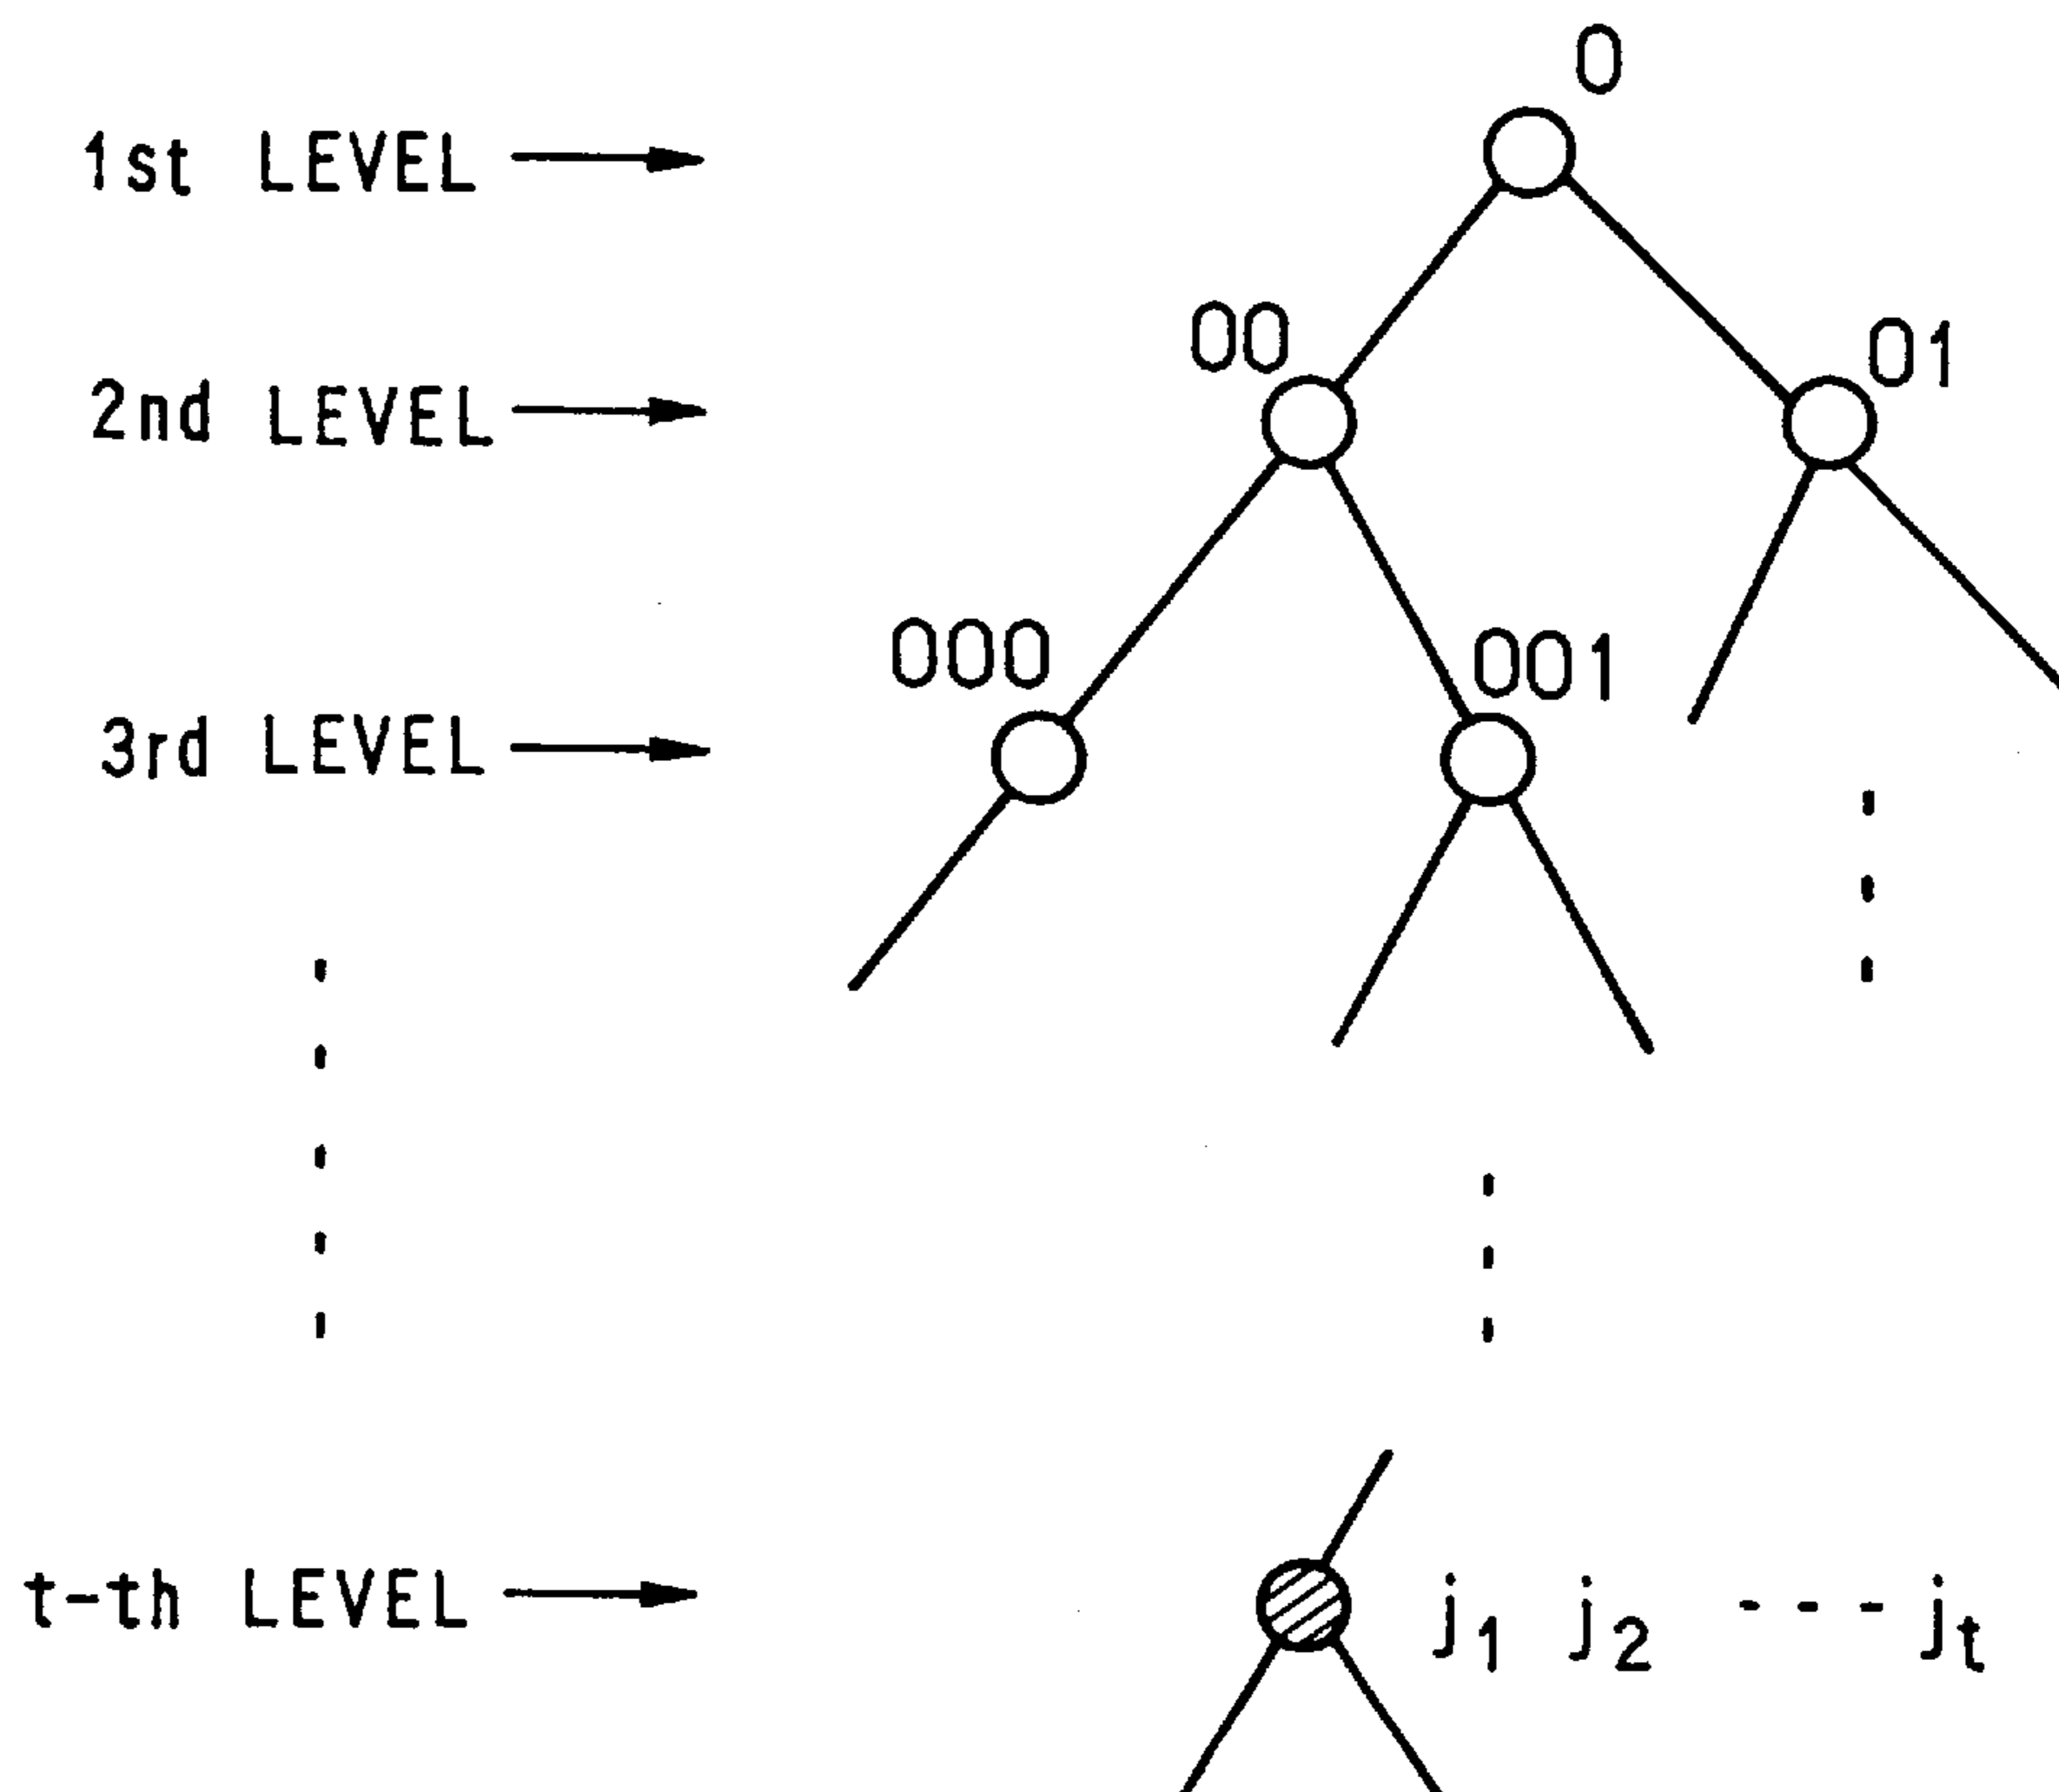 0
1st LEVEL
00
01
2nd LEVEL
000
001
3rd LEVEL
t-th LEVEL
j1 j2 --- jt